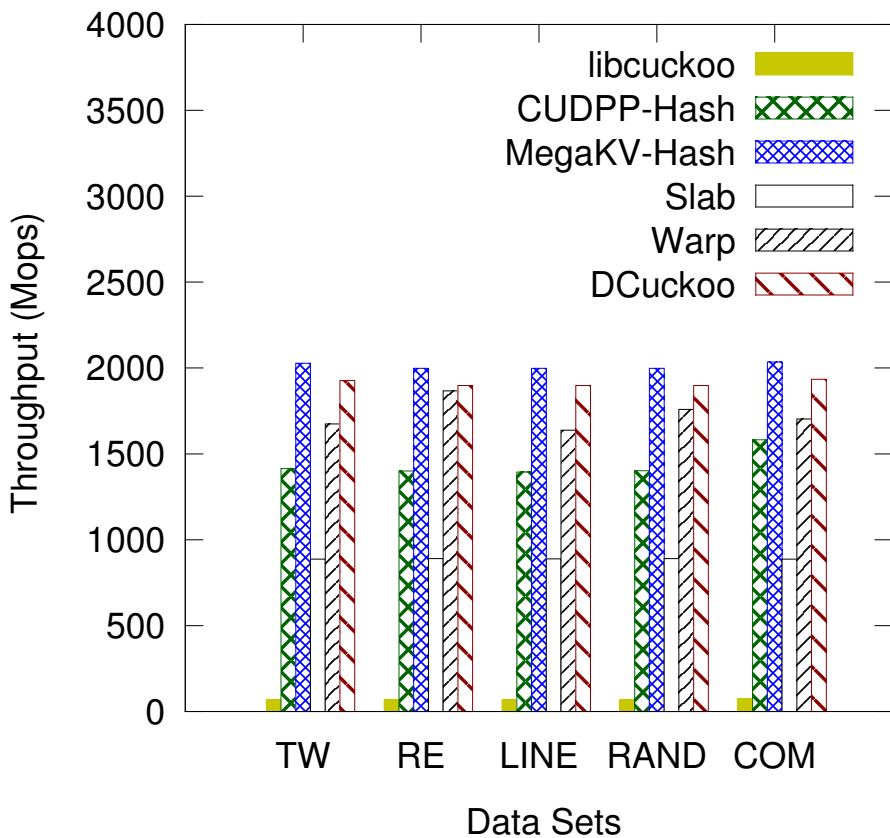 4000
3500
3000
2500
2000
1500
1000
500
0
Throughput (Mops)
libcuckoo
CUDPP-Hash
MegaKV-Hash
Slab
Warp
DCuckoo
TW RE LINE RAND COM
Data Sets